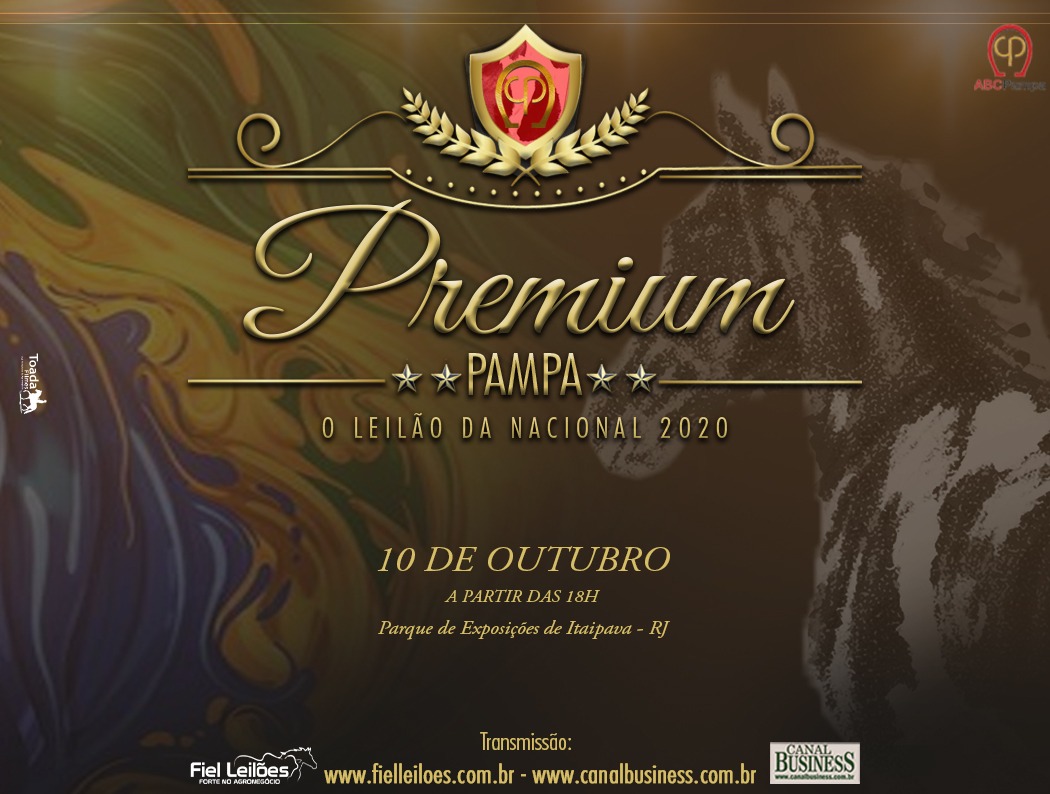 ABCPampa
Premium
PAMPA
O LEILÃO DA NACIONAL 2020
Toada
10 DE OUTUBRO
A PARTIR DAS 18H
Parque de Exposições de Itaipava - RJ
Transmissão:
Fiel Leilões
FORTE NO AGRONEGÓCIO
www.fielleiloes.com.br - www.canalbusiness.com.br
CANAL
BUSINESS
www.canalbusiness.com.br